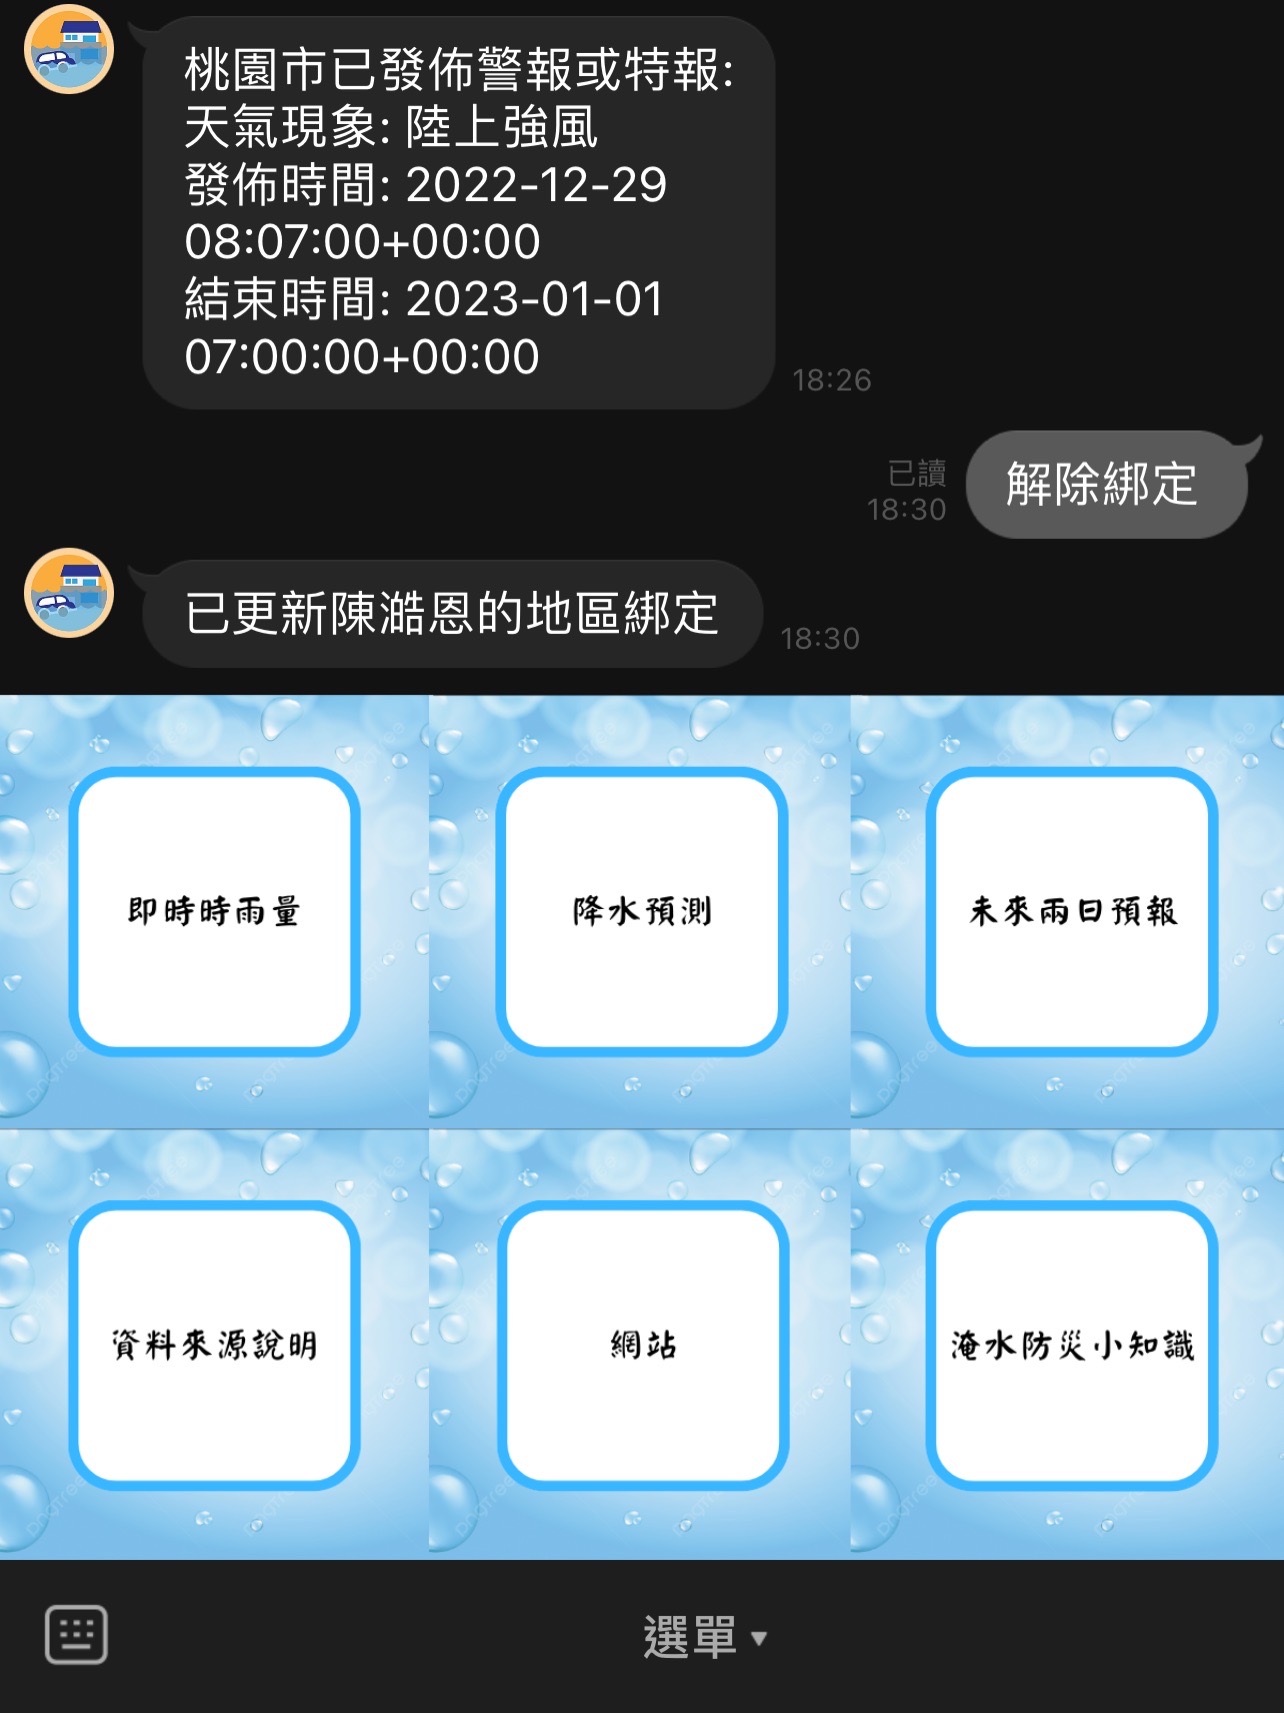 桃園市已發佈警報或特報:
天氣現象: 陸上強風
發佈時間: 2022-12-29
08:07:00+00:00
結束時間: 2023-01-01
07:00:00+00:00
18:26
已讀
18:30
解除綁定
已更新陳澔恩的地區綁定
18:30
即時時雨量
降水預測
未來兩日預報
資料來源說明
網站
淹水防災小知識
選單